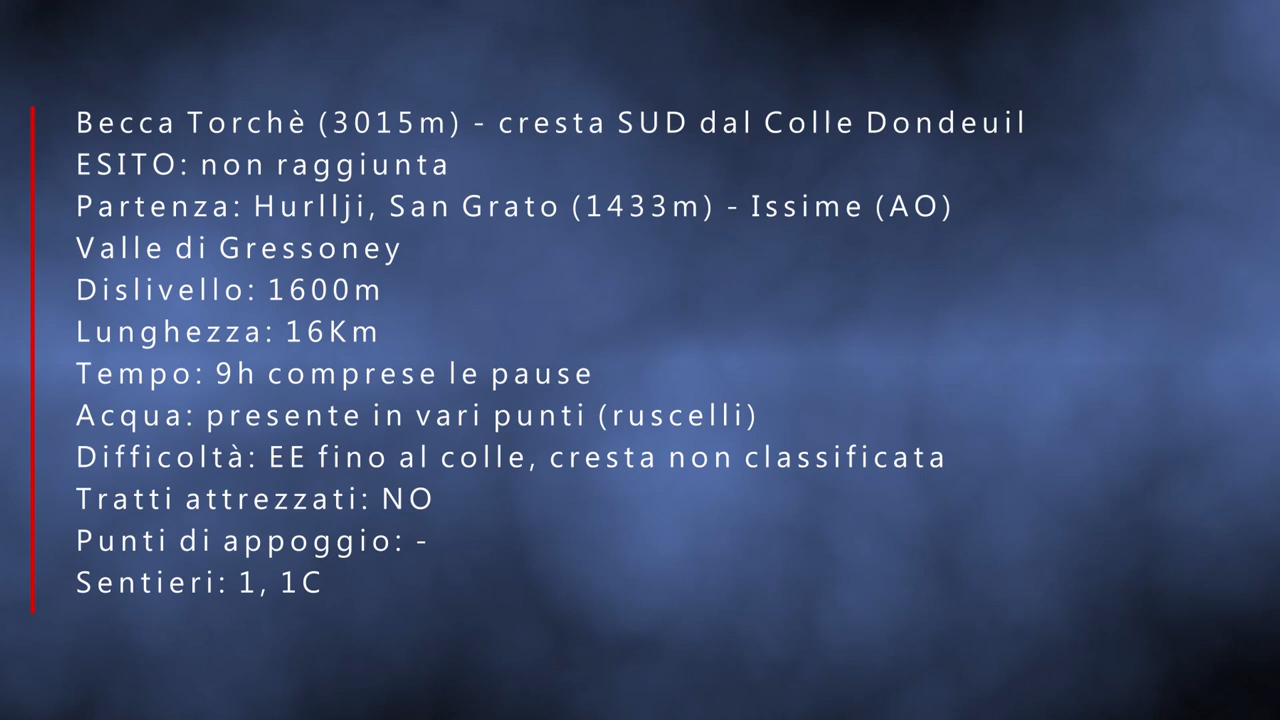 Becca Torchè (3015m) - cresta SUD dal Colle Dondeuil
ESITO: non raggiunta
Partenza: Hurllji, San Grato (1433m) - Issime (AO)
Valle di Gressoney
Dislivello: 1600m
Lunghezza: 16Km
Tempo: 9h comprese le pause
Acqua: presente in vari punti (ruscelli)
Difficoltà: EE fino al colle, cresta non classificata
Tratti attrezzati: NO
Punti di appoggio: -
Sentieri: 1, 1C